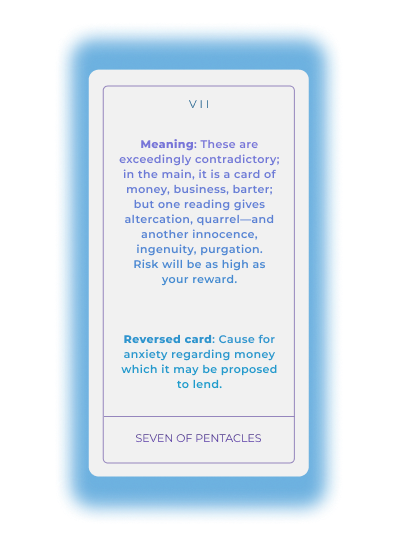 VII
Meaning: These are
exceedingly contradictory;
in the main, it is a card of
money, business, barter;
but one reading gives
altercation, quarrel—and
another innocence,
ingenuity, purgation.
Risk will be as high as
your reward.
Reversed card: Cause for
anxiety regarding money
which it may be proposed
to lend.
SEVEN OF PENTACLES